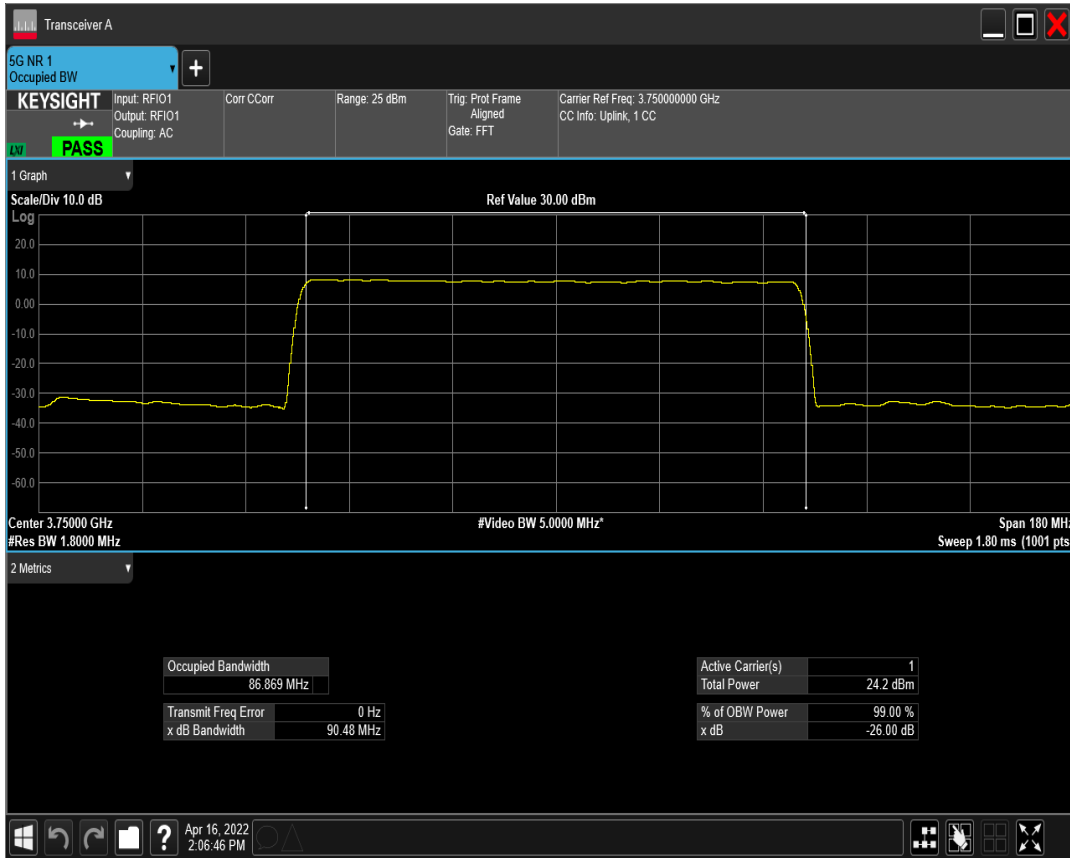 Transceiver A
5G NR 1
Occupied BW
KEYSIGHT
LXI
PASS
Input: RFIO1
Output: RFIO1
Coupling: AC
Corr CCorr
Range: 25 dBm
Trig: Prot Frame
Aligned
Gate: FFT
Carrier Ref Freq: 3.750000000 GHz
CC Info: Uplink, 1 CC
1 Graph
Scale/Div 10.0 dB
Ref Value 30.00 dBm
Log
20.0
10.0
0.00
-10.0
-20.0
-30.0
-40.0
-50.0
-60.0
Center 3.75000 GHz
#Video BW 5.0000 MHz*
Span 180 MHz
#Res BW 1.8000 MHz
Sweep 1.80 ms (1001 pts
2 Metrics
Occupied Bandwidth
86.869 MHz
Transmit Freq Error 0 Hz
x dB Bandwidth 90.48 MHz
Active Carrier(s) 1
Total Power 24.2 dBm
% of OBW Power 99.00 %
x dB -26.00 dB
?
Apr 16, 2022
2:06:46 PM